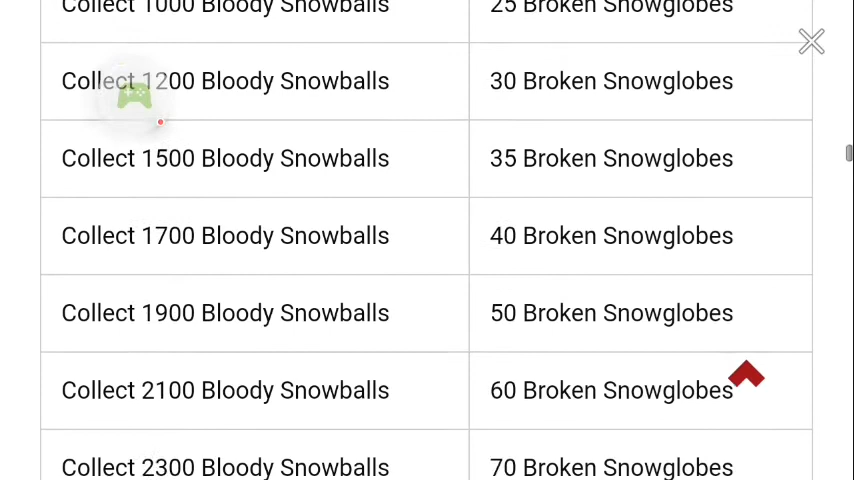 Collect 1000 Bloody Snowballs 25 Broken Snowglobes
Collect 1200 Bloody Snowballs 30 Broken Snowglobes
Collect 1500 Bloody Snowballs 35 Broken Snowglobes
Collect 1700 Bloody Snowballs 40 Broken Snowglobes
Collect 1900 Bloody Snowballs 50 Broken Snowglobes
Collect 2100 Bloody Snowballs 60 Broken Snowglobes
Collect 2300 Bloody Snowballs 70 Broken Snowglobes